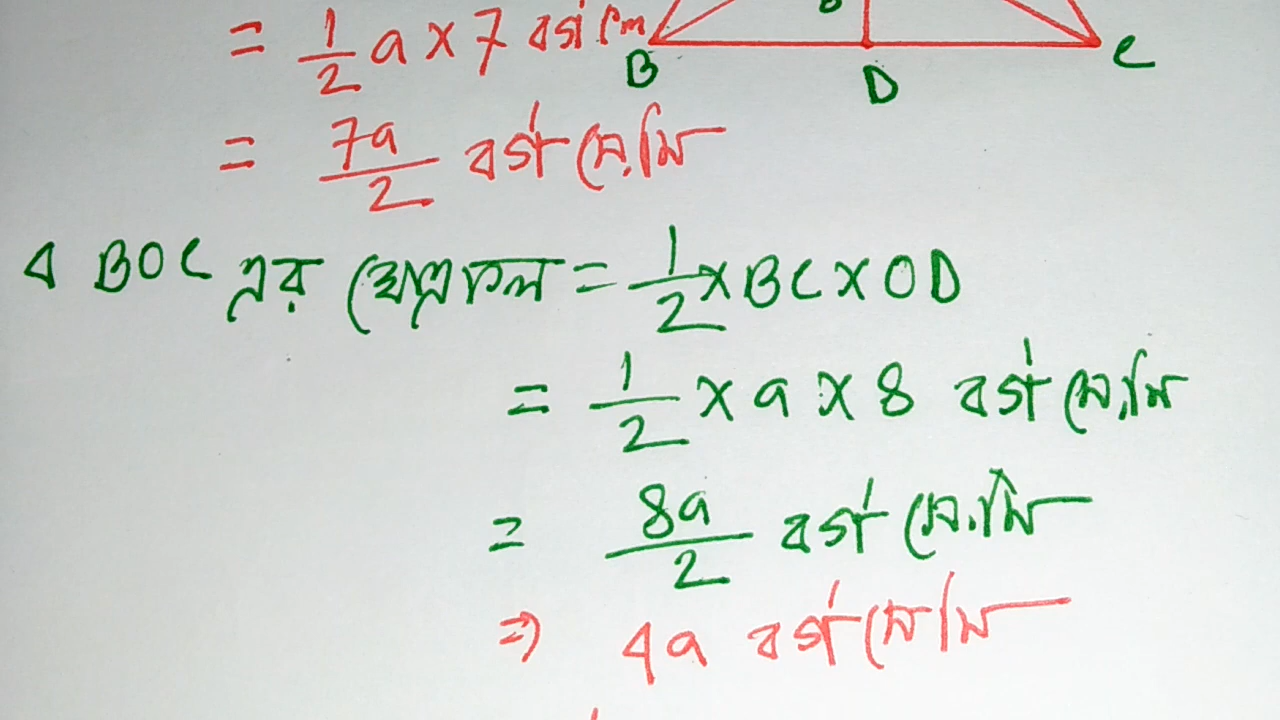 = 1/2 a x 7 বর্গ সেমি
B D C
= 7a/2 বর্গ সে.মি
Δ BOC এর ক্ষেত্রফল = 1/2 x BC x OD
= 1/2 x a x 8 বর্গ সে.মি
= 8a/2 বর্গ সে.মি
⇒ 4a বর্গ সেমি